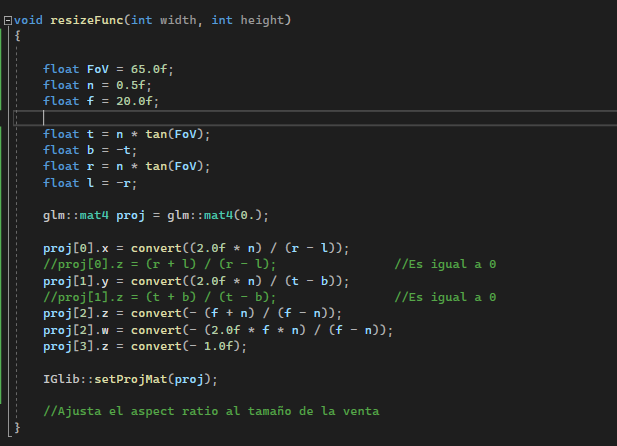 void resizeFunc(int width, int height)
{
float FoV = 65.0f;
float n = 0.5f;
float f = 20.0f;
float t = n * tan(FoV);
float b = -t;
float r = n * tan(FoV);
float l = -r;
glm::mat4 proj = glm::mat4(0.);
proj[0].x = convert((2.0f * n) / (r - l));
//proj[0].z = (r + l) / (r - l); //Es igual a 0
proj[1].y = convert((2.0f * n) / (t - b));
//proj[1].z = (t + b) / (t - b); //Es igual a 0
proj[2].z = convert(- (f + n) / (f - n));
proj[2].w = convert(- (2.0f * f * n) / (f - n));
proj[3].z = convert(- 1.0f);
IGlib::setProjMat(proj);
//Ajusta el aspect ratio al tamaño de la venta
}